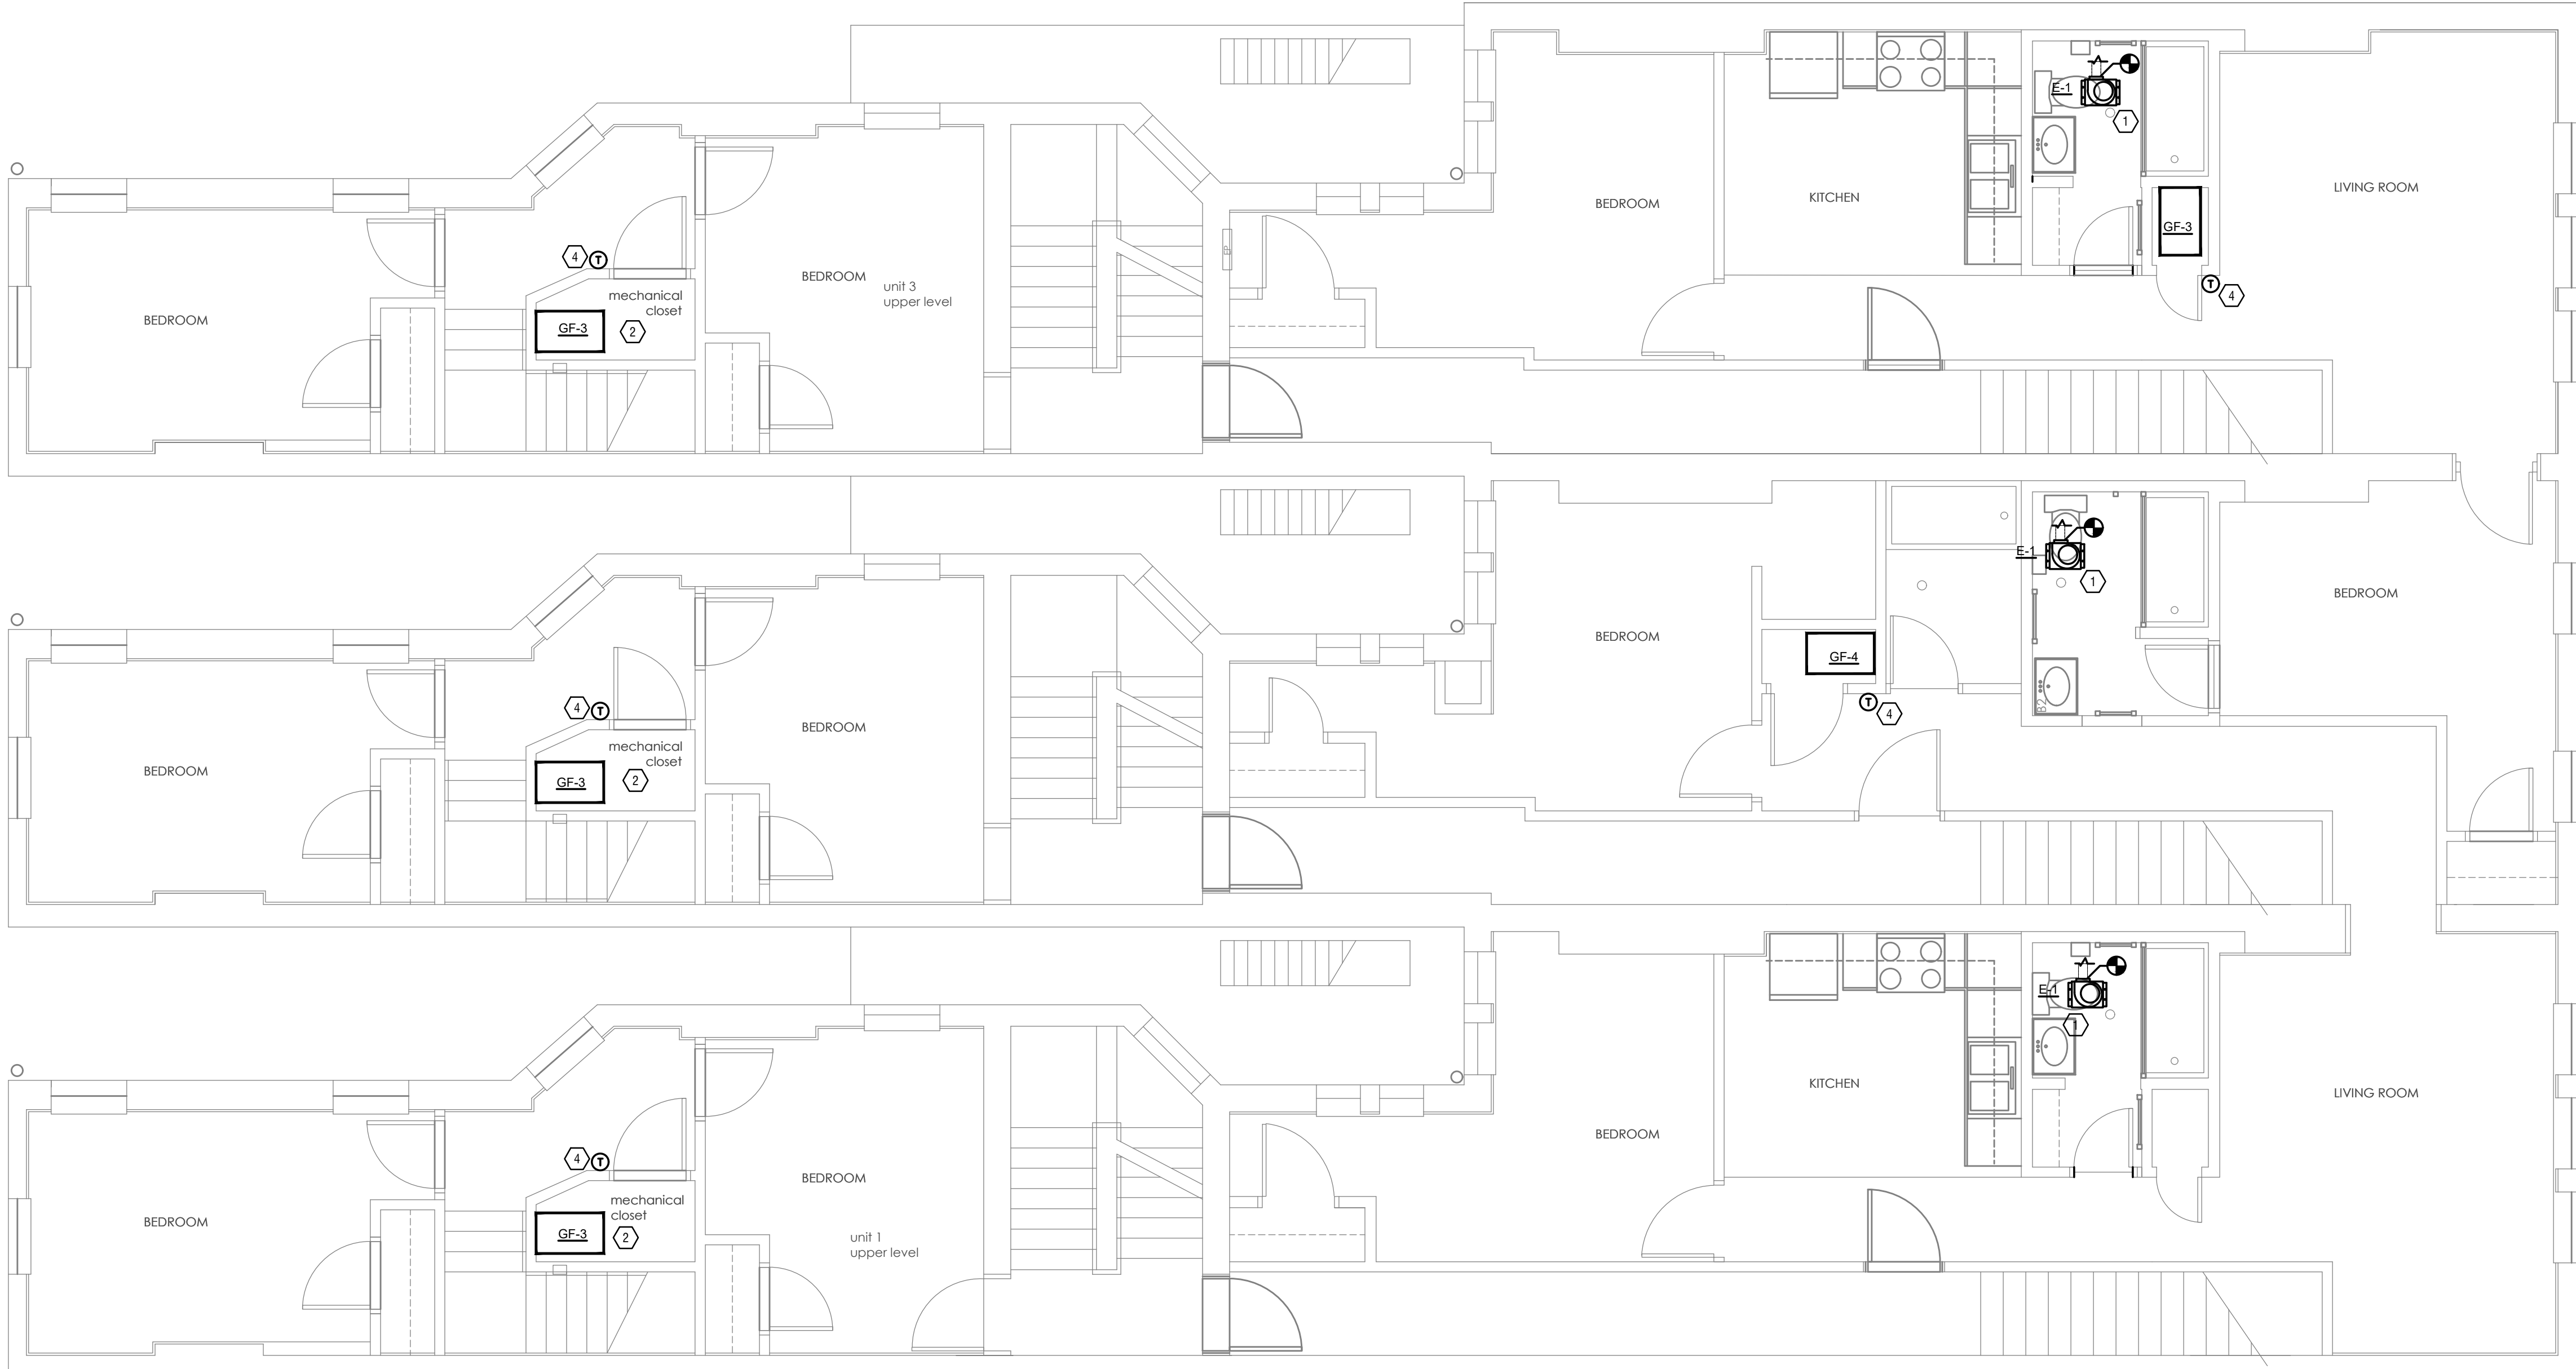 E-1
1
LIVING ROOM
BEDROOM
KITCHEN
GF-3
T
4
4
T
BEDROOM
unit 3
upper level
mechanical
closet
GF-3
2
BEDROOM
E-1
1
BEDROOM
BEDROOM
GF-4
B2
T
4
4
T
BEDROOM
mechanical
closet
GF-3
2
BEDROOM
E-1
1
KITCHEN
LIVING ROOM
BEDROOM
4
T
BEDROOM
mechanical
closet
GF-3
2
BEDROOM
unit 1
upper level